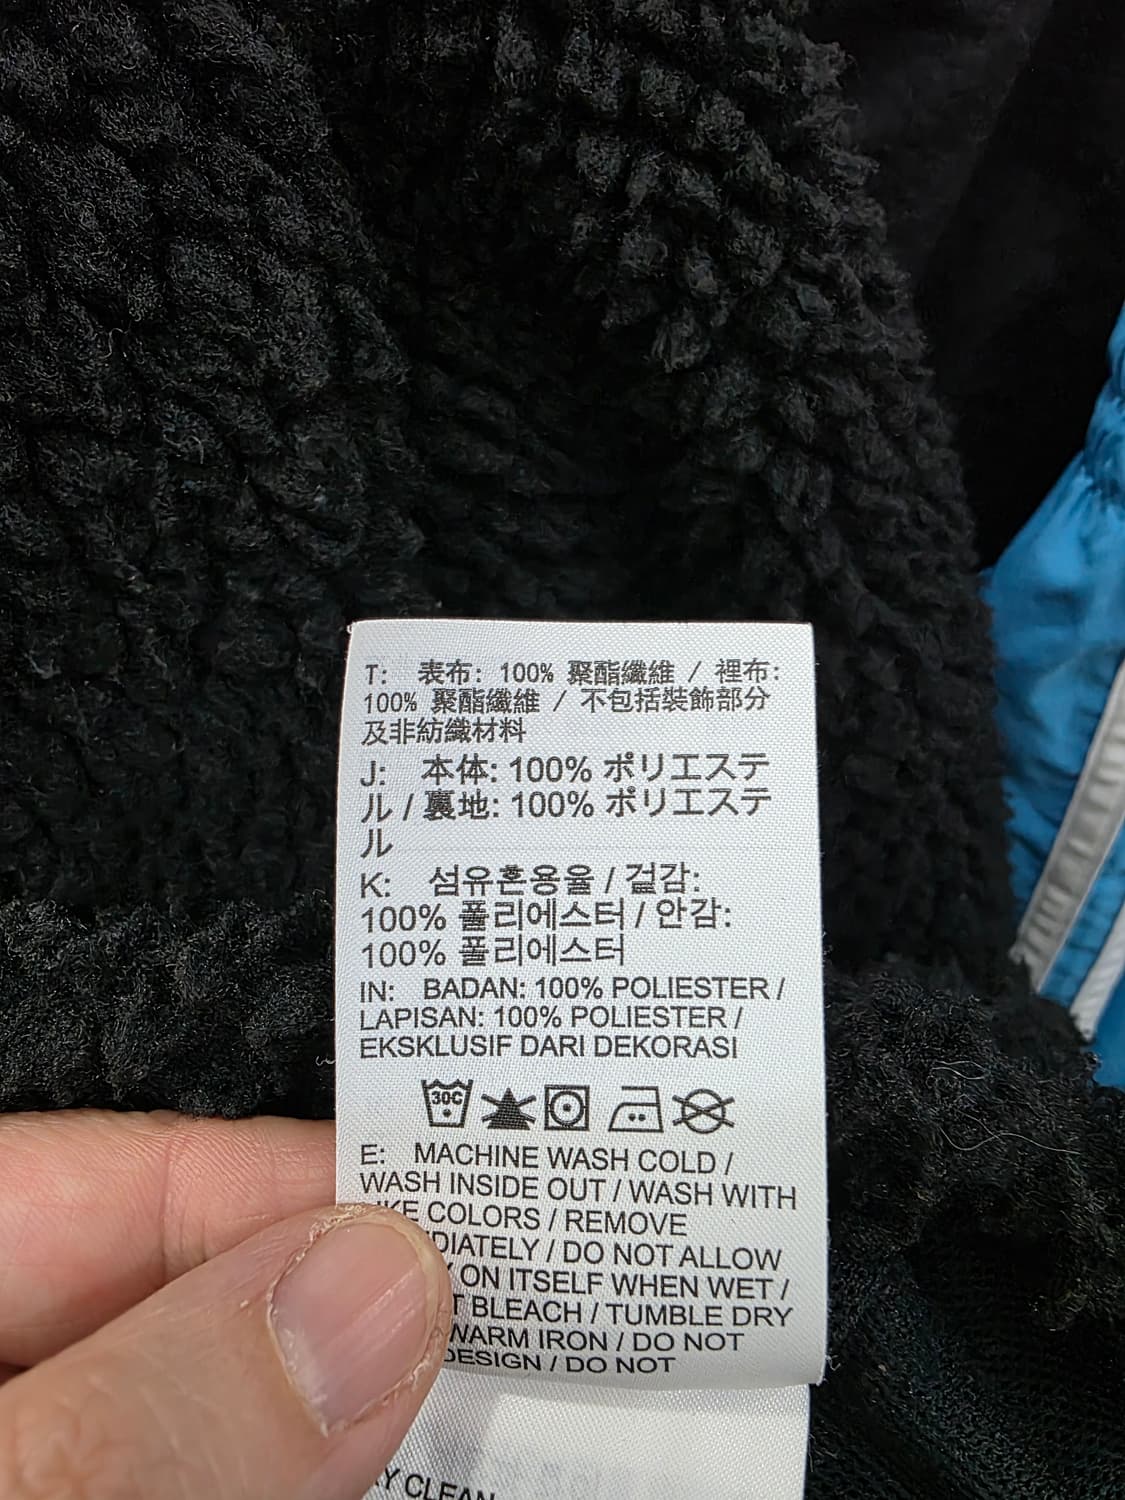 T: 表布: 100% 聚酯纖維 / 裡布:
100% 聚酯纖維 / 不包括裝飾部分
及非紡織材料
J: 本体: 100% ポリエステ
ル / 裏地: 100% ポリエステ
ル
K: 섬유혼용율 / 겉감:
100% 폴리에스터 / 안감:
100% 폴리에스터
IN: BADAN: 100% POLIESTER /
LAPISAN: 100% POLIESTER /
EKSKLUSIF DARI DEKORASI
30C
E: MACHINE WASH COLD /
WASH INSIDE OUT / WASH WITH
COLORS / REMOVE
/ DO NOT ALLOW
ON ITSELF WHEN WET /
BLEACH / TUMBLE DRY
WARM IRON / DO NOT
DESIGN / DO NOT
CLEAN